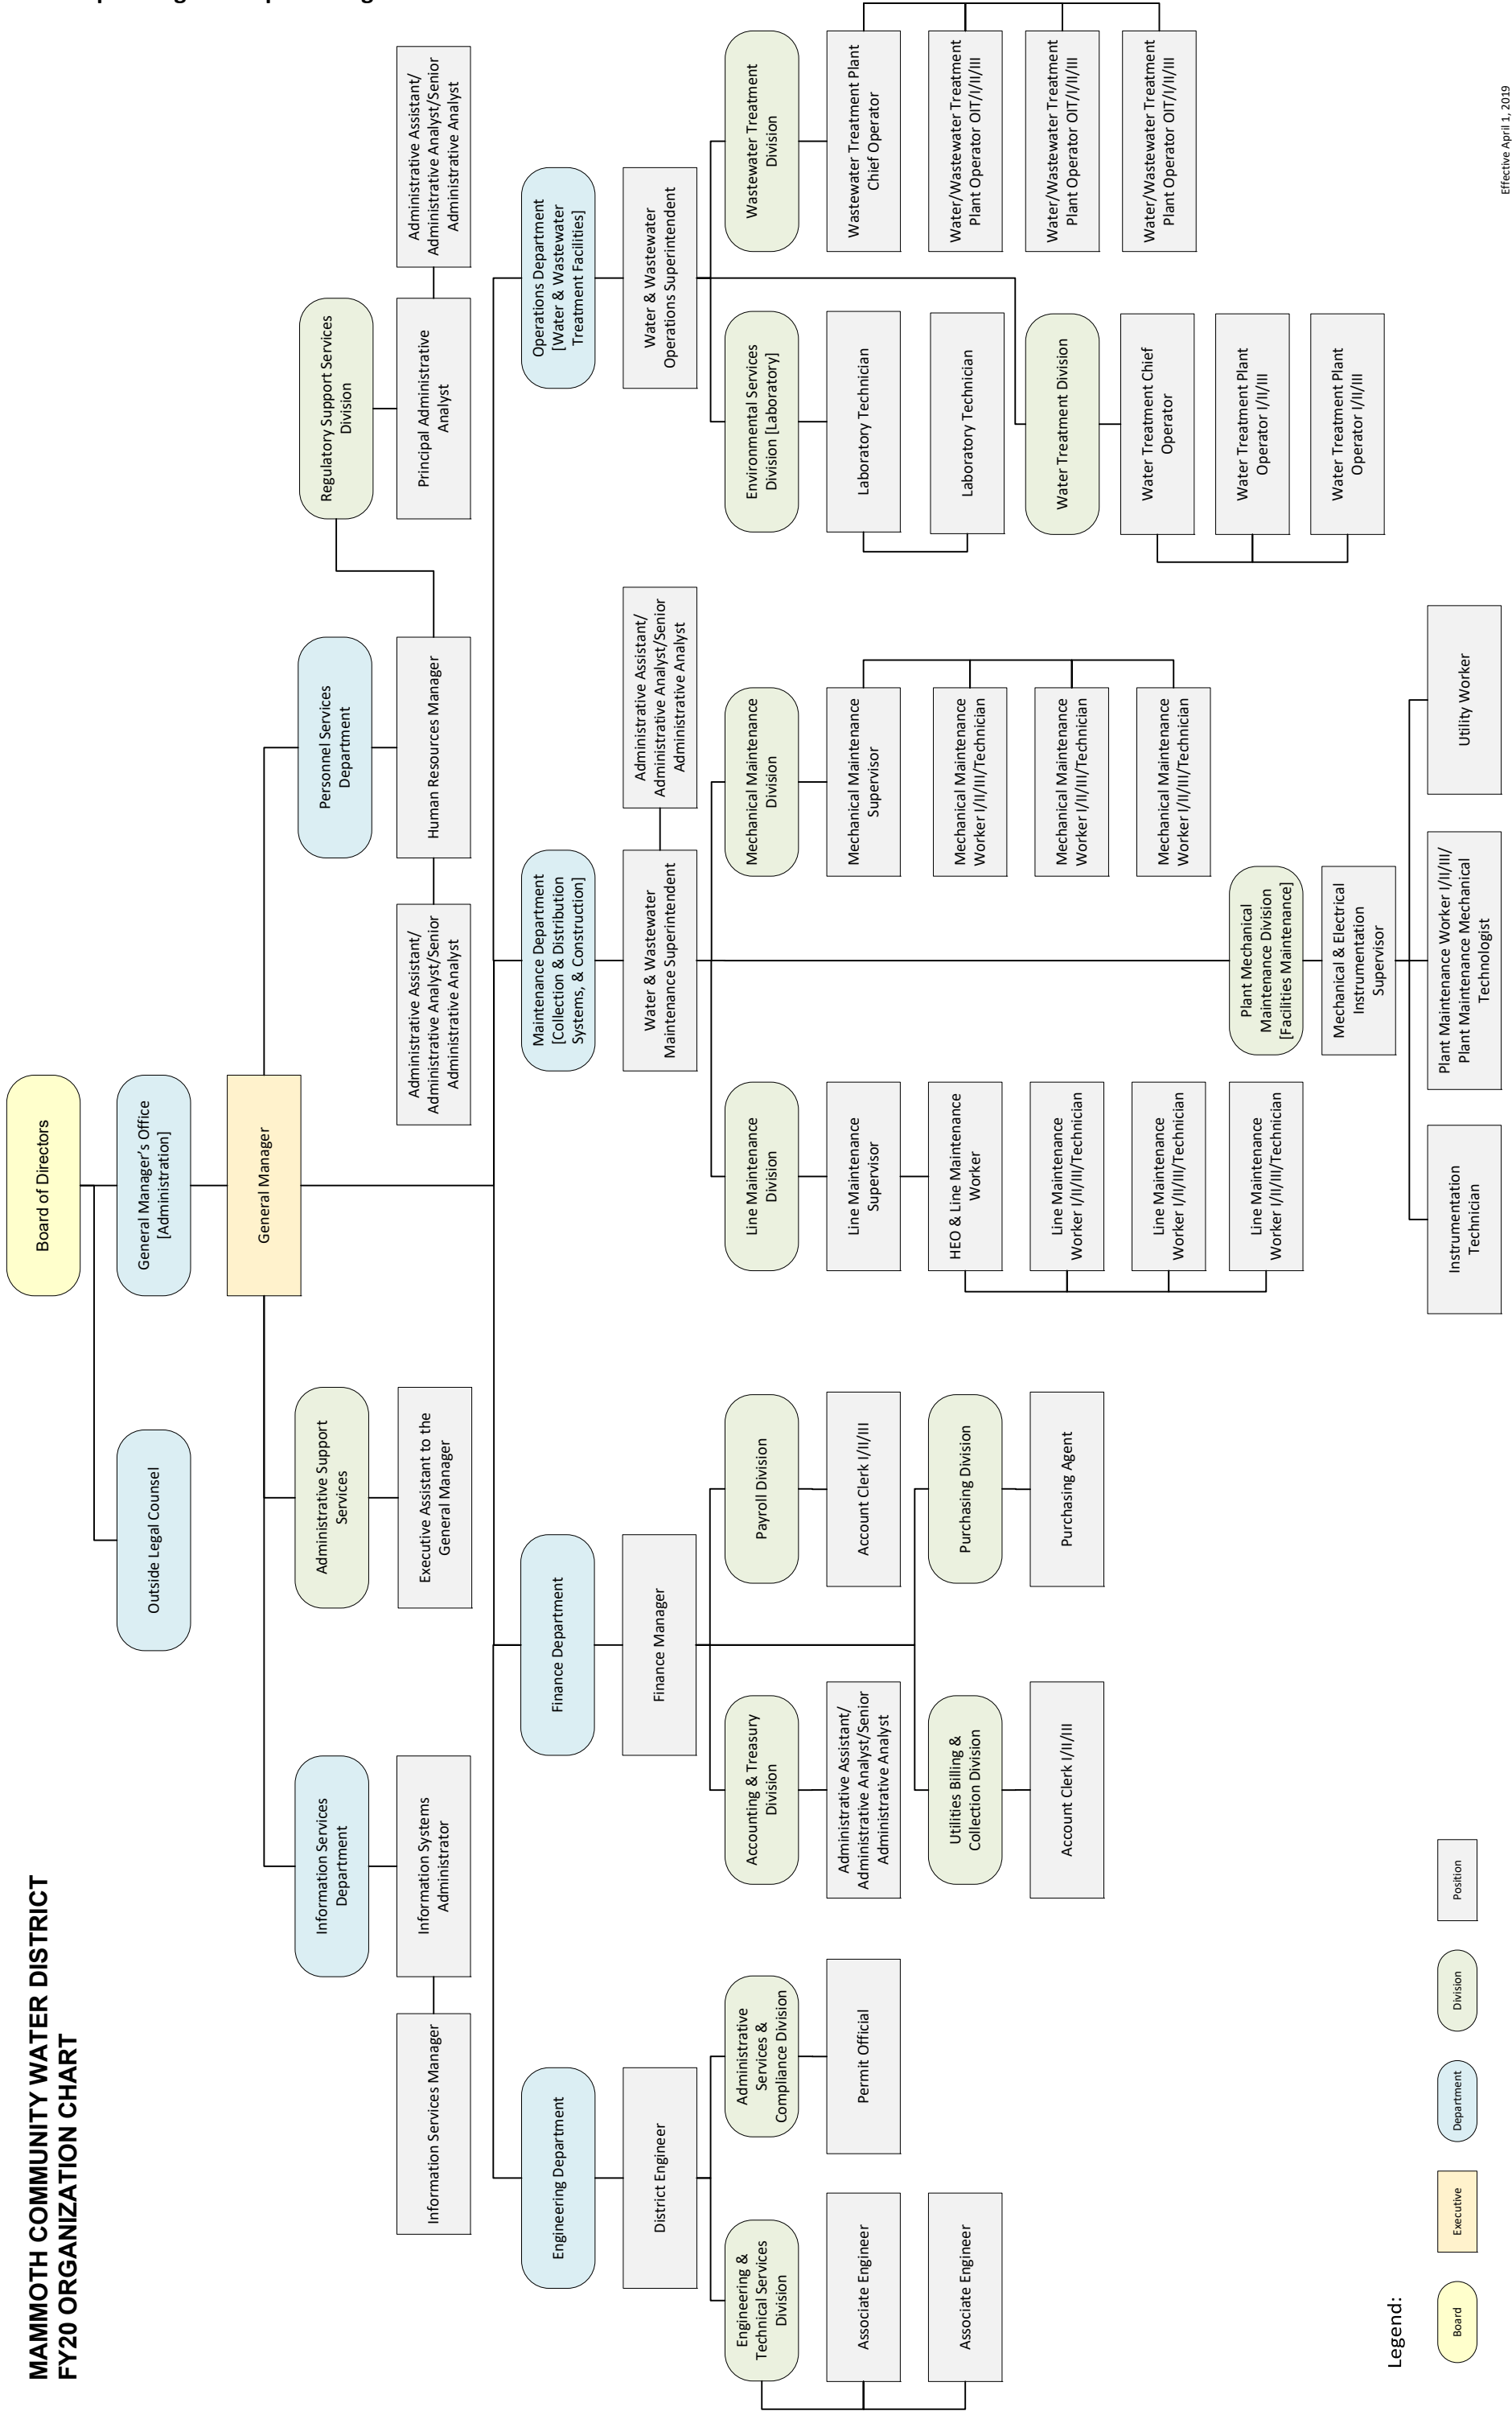 MAMMOTH COMMUNITY WATER DISTRICT
FY20 ORGANIZATION CHART
Board of Directors
Outside Legal Counsel
General Manager's Office
[Administration]
General Manager
Information Services
Department
Administrative Support
Services
Personnel Services
Department
Regulatory Support Services
Division
Information Services Manager
Information Systems
Administrator
Executive Assistant to the
General Manager
Administrative Assistant/
Administrative Analyst/Senior
Administrative Analyst
Human Resources Manager
Principal Administrative
Analyst
Administrative Assistant/
Administrative Analyst/Senior
Administrative Analyst
Engineering Department
Finance Department
Maintenance Department
[Collection & Distribution
Systems, & Construction]
Operations Department
[Water & Wastewater
Treatment Facilities]
District Engineer
Finance Manager
Water & Wastewater
Maintenance Superintendent
Administrative Assistant/
Administrative Analyst/Senior
Administrative Analyst
Water & Wastewater
Operations Superintendent
Engineering &
Technical Services
Division
Associate Engineer
Associate Engineer
Administrative
Services &
Compliance Division
Permit Official
Accounting & Treasury
Division
Administrative Assistant/
Administrative Analyst/Senior
Administrative Analyst
Utilities Billing &
Collection Division
Account Clerk I/II/III
Payroll Division
Account Clerk I/II/III
Purchasing Division
Purchasing Agent
Line Maintenance
Division
Line Maintenance
Supervisor
HEO & Line Maintenance
Worker
Line Maintenance
Worker I/II/III/Technician
Line Maintenance
Worker I/II/III/Technician
Line Maintenance
Worker I/II/III/Technician
Mechanical Maintenance
Division
Mechanical Maintenance
Supervisor
Mechanical Maintenance
Worker I/II/III/Technician
Mechanical Maintenance
Worker I/II/III/Technician
Mechanical Maintenance
Worker I/II/III/Technician
Plant Mechanical
Maintenance Division
[Facilities Maintenance]
Mechanical & Electrical
Instrumentation
Supervisor
Instrumentation
Technician
Plant Maintenance Worker I/II/III/
Plant Maintenance Mechanical
Technologist
Utility Worker
Environmental Services
Division [Laboratory]
Laboratory Technician
Laboratory Technician
Water Treatment Division
Water Treatment Chief
Operator
Water Treatment Plant
Operator I/II/III
Water Treatment Plant
Operator I/II/III
Wastewater Treatment
Division
Wastewater Treatment Plant
Chief Operator
Water/Wastewater Treatment
Plant Operator OIT/I/II/III
Water/Wastewater Treatment
Plant Operator OIT/I/II/III
Water/Wastewater Treatment
Plant Operator OIT/I/II/III
Legend:
Board
Executive
Department
Division
Position
Effective April 1, 2019